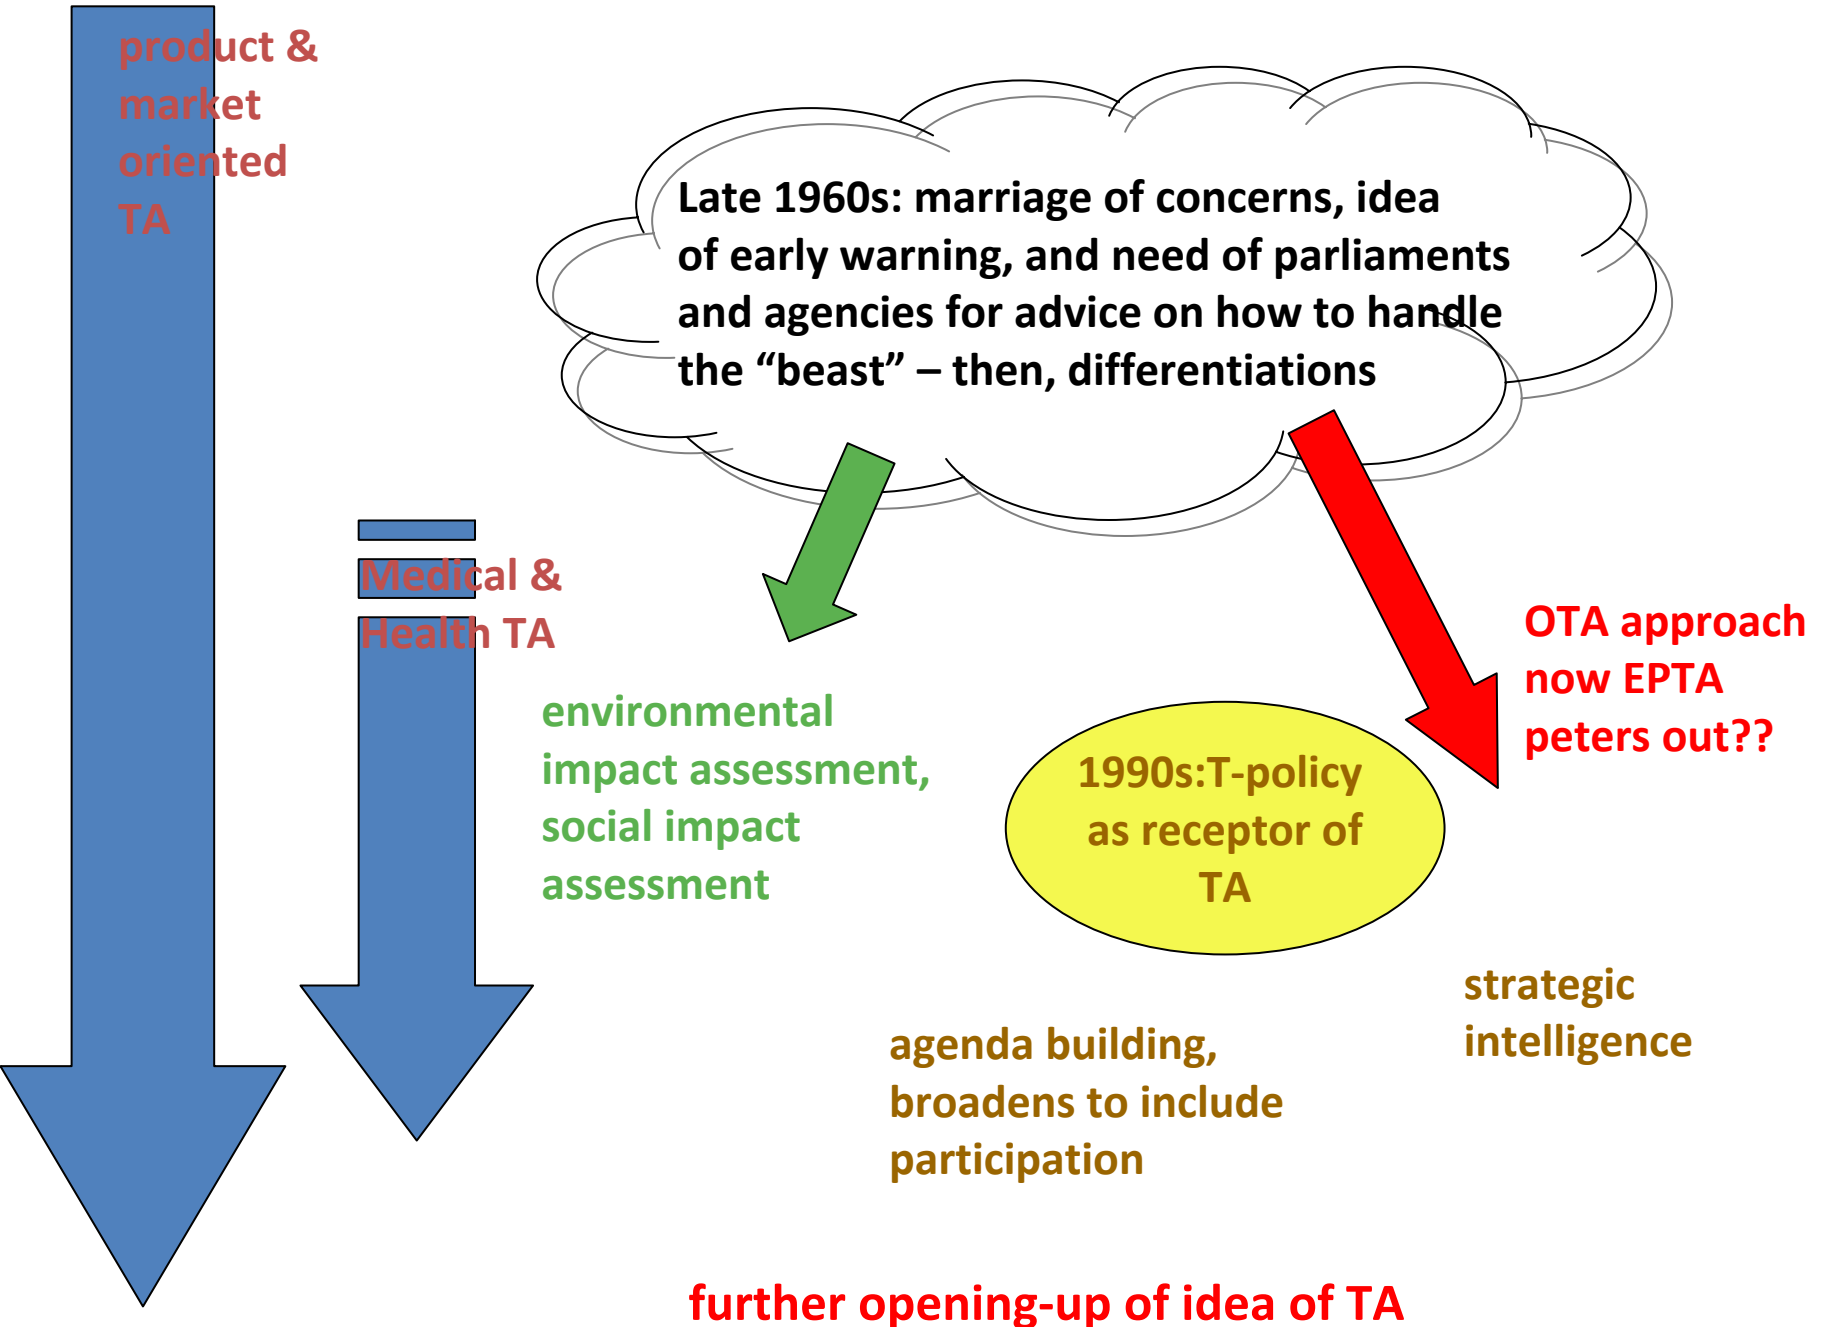 product &
market
oriented
TA
Late 1960s: marriage of concerns, idea
of early warning, and need of parliaments
and agencies for advice on how to handle
the “beast” – then, differentiations
Medical &
Health TA
environmental
impact assessment,
social impact
assessment
OTA approach
now EPTA
peters out??
1990s:T-policy
as receptor of
TA
strategic
intelligence
agenda building,
broadens to include
participation
further opening-up of idea of TA